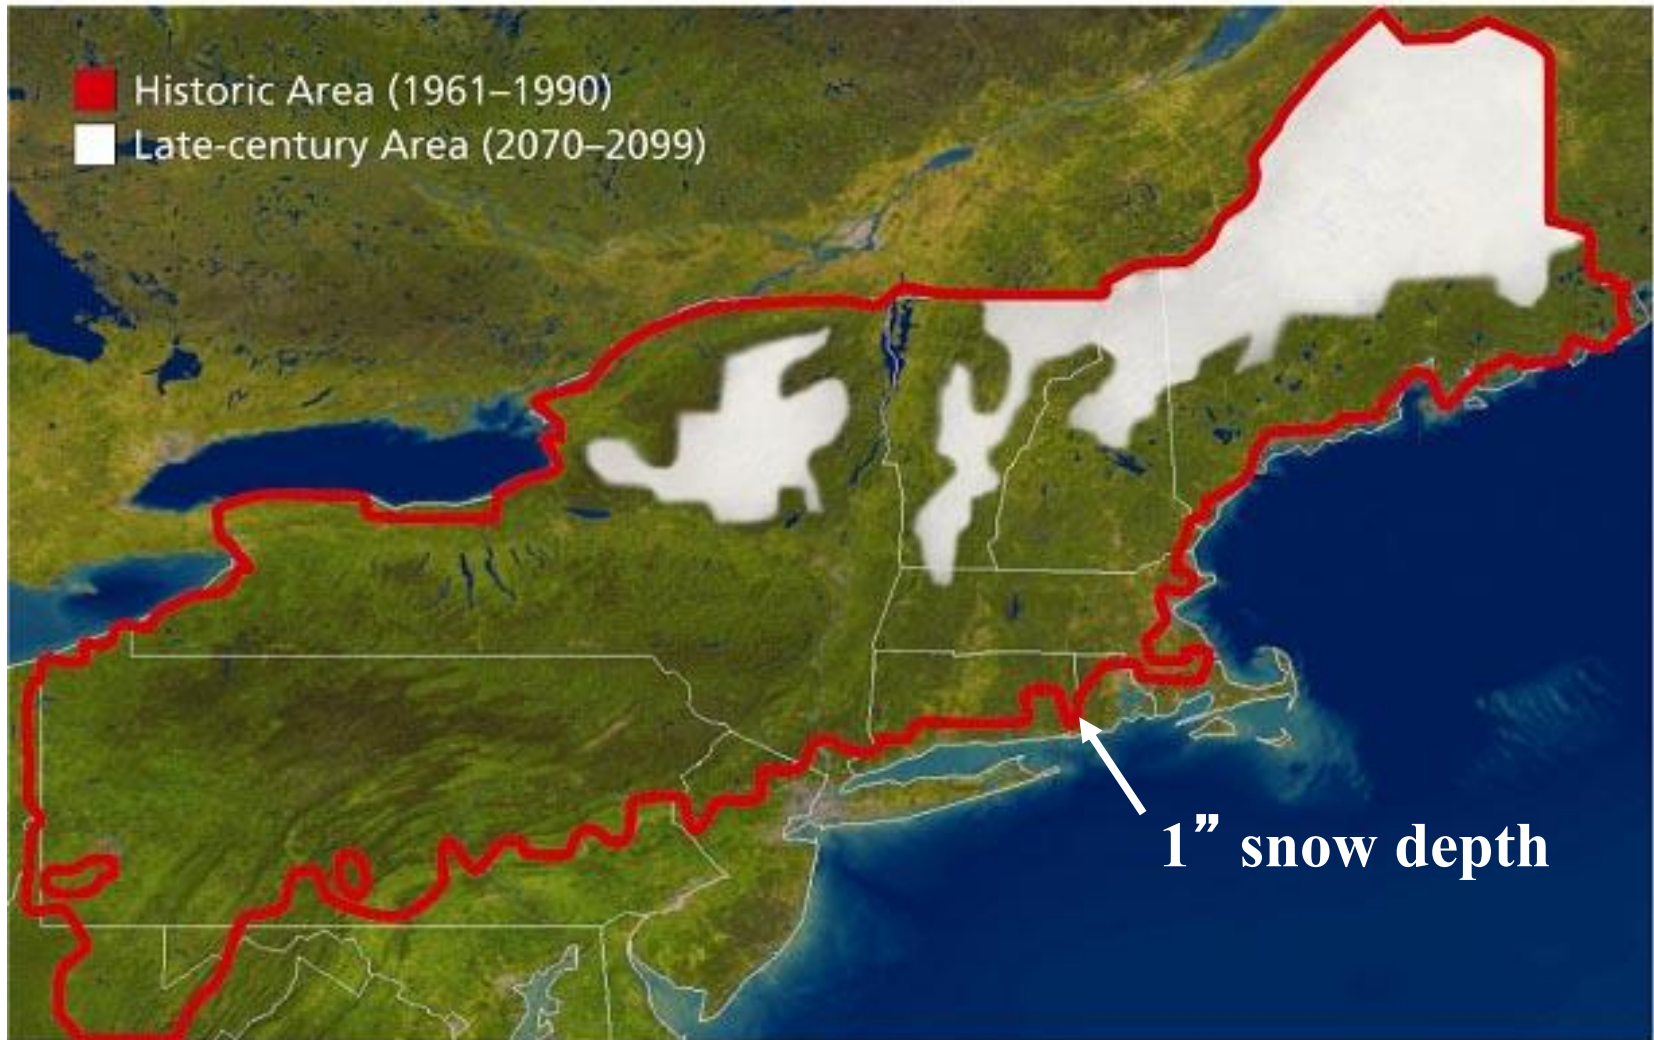 Historic Area (1961–1990)
Late-century Area (2070–2099)
1” snow depth